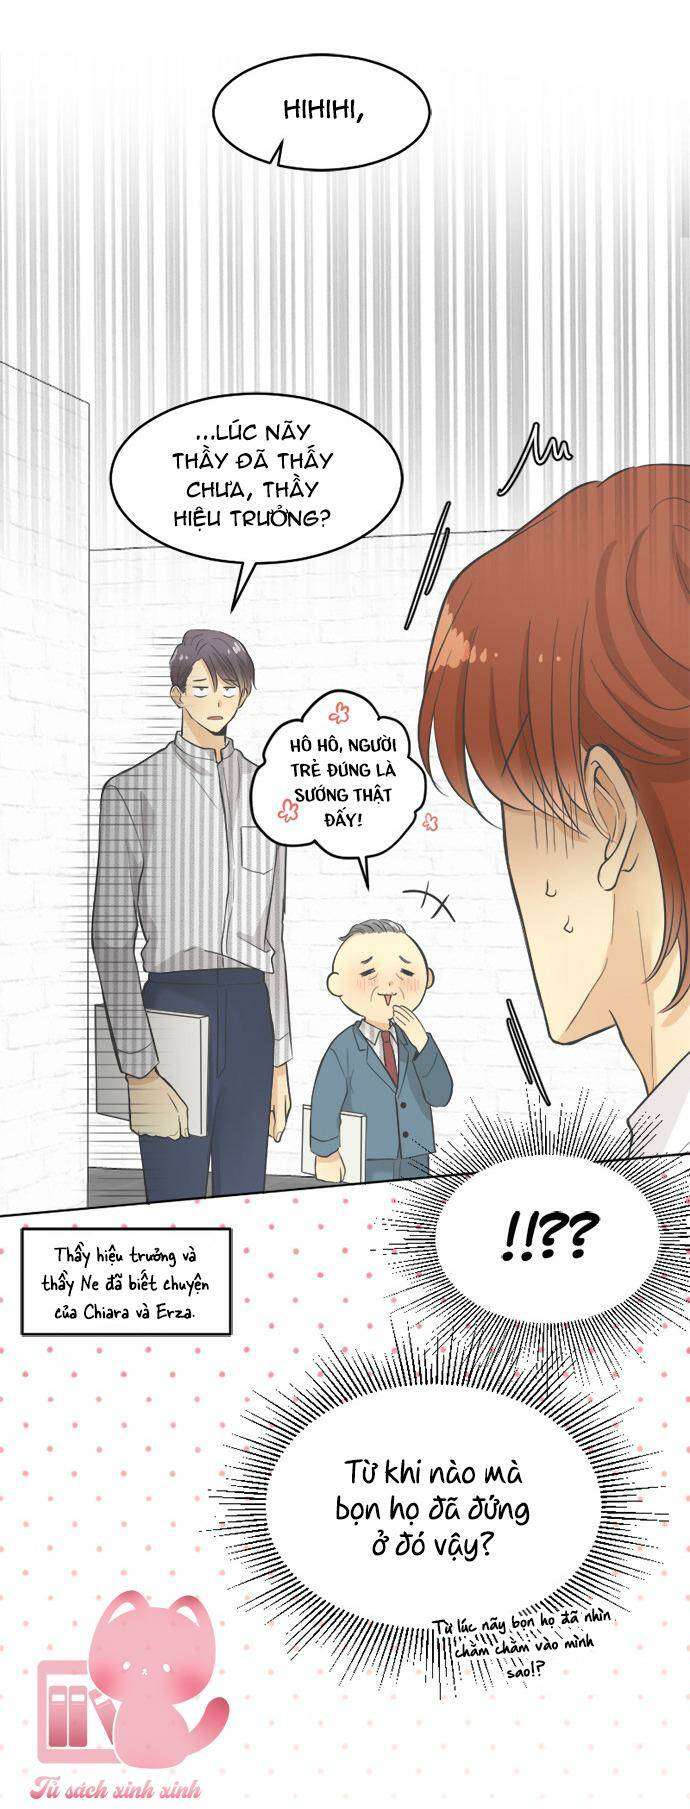 HIHIHI,
...LÚC NÃY
THẦY ĐÃ THẤY
CHƯA, THẦY
HIỆU TRƯỞNG?
HÔ HÔ, NGƯỜI
TRẺ ĐÚNG LÀ
SƯỚNG THẬT
ĐẤY!
!!??
Thầy hiệu trưởng và
thầy Ne đã biết chuyện
của Chiara và Erza.
Từ khi nào mà
bọn họ đã đứng
ở đó vậy?
Từ lúc nãy bọn họ đã nhìn
chằm chằm vào mình
sao!?
Tủ sách xinh xinh